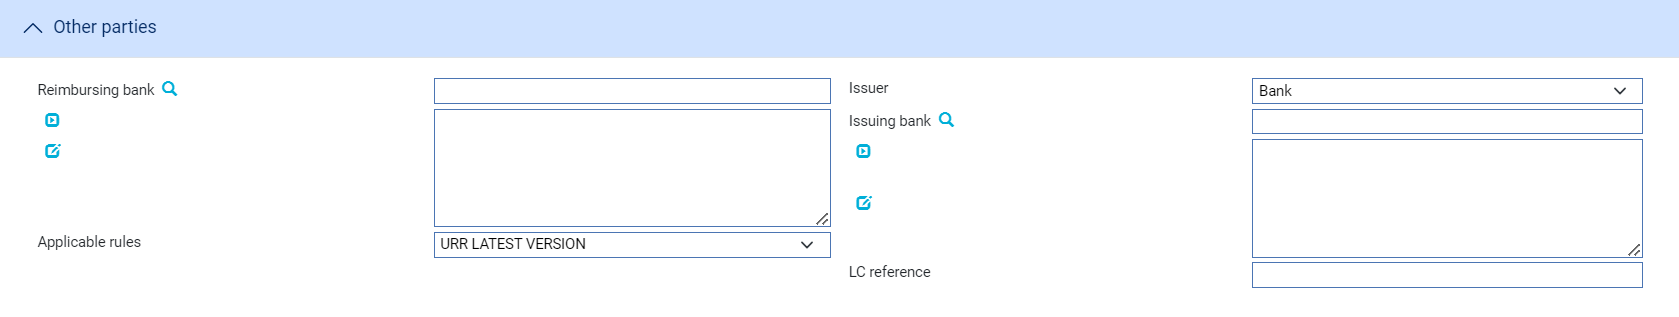 Other parties
Reimbursing bank
Issuer
Bank
Issuing bank
Applicable rules
URR LATEST VERSION
LC reference